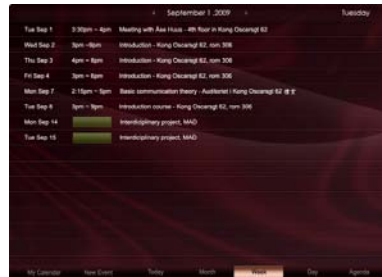 September 1 ,2009 Tuesday
Tue Sep 1 3:30pm – 4pm Meeting with Åse Huus - 4th floor in Kong Oscarsgt 62
Wed Sep 2 3pm – 6pm Introduction - Kong Oscarsgt 62, rom 306
Thu Sep 3 4pm – 6pm Introduction - Kong Oscarsgt 62, rom 306
Fri Sep 4 3pm – 6pm Introduction - Kong Oscarsgt 62, rom 306
Mon Sep 7 2:15pm – 5pm Basic communication theory - Auditoriet i Kong Oscarsgt 62
Tue Sep 8 3pm – 9pm Introduction course - Kong Oscarsgt 62, rom 306
Mon Sep 14 Interdiciplinary project, MAD
Tue Sep 15 Interdiciplinary project, MAD
My Calendar New Event Today Month Week Day Agenda